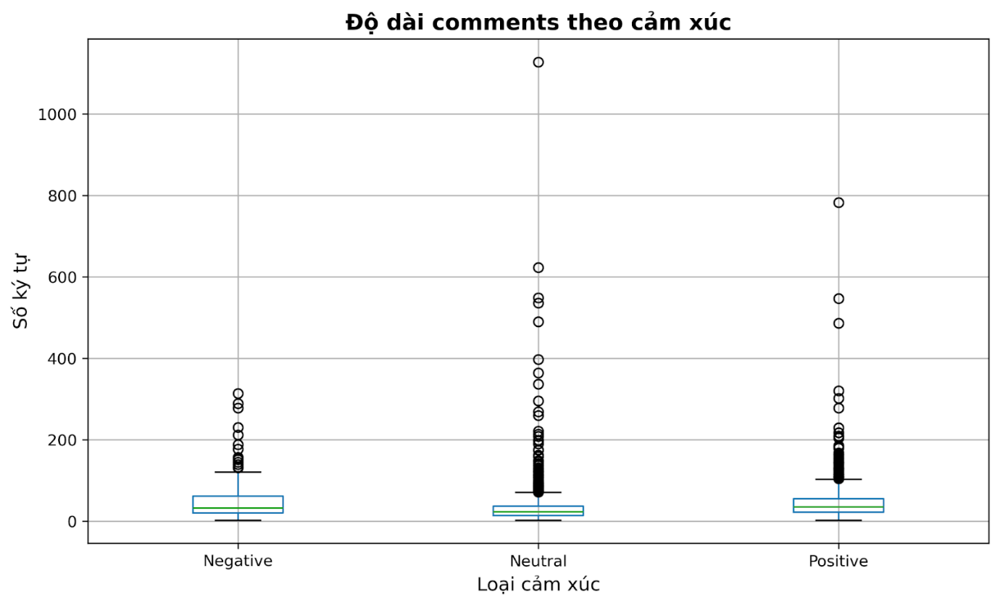 Độ dài comments theo cảm xúc
1000
800
600
400
200
0
Số ký tự
Negative
Neutral
Positive
Loại cảm xúc